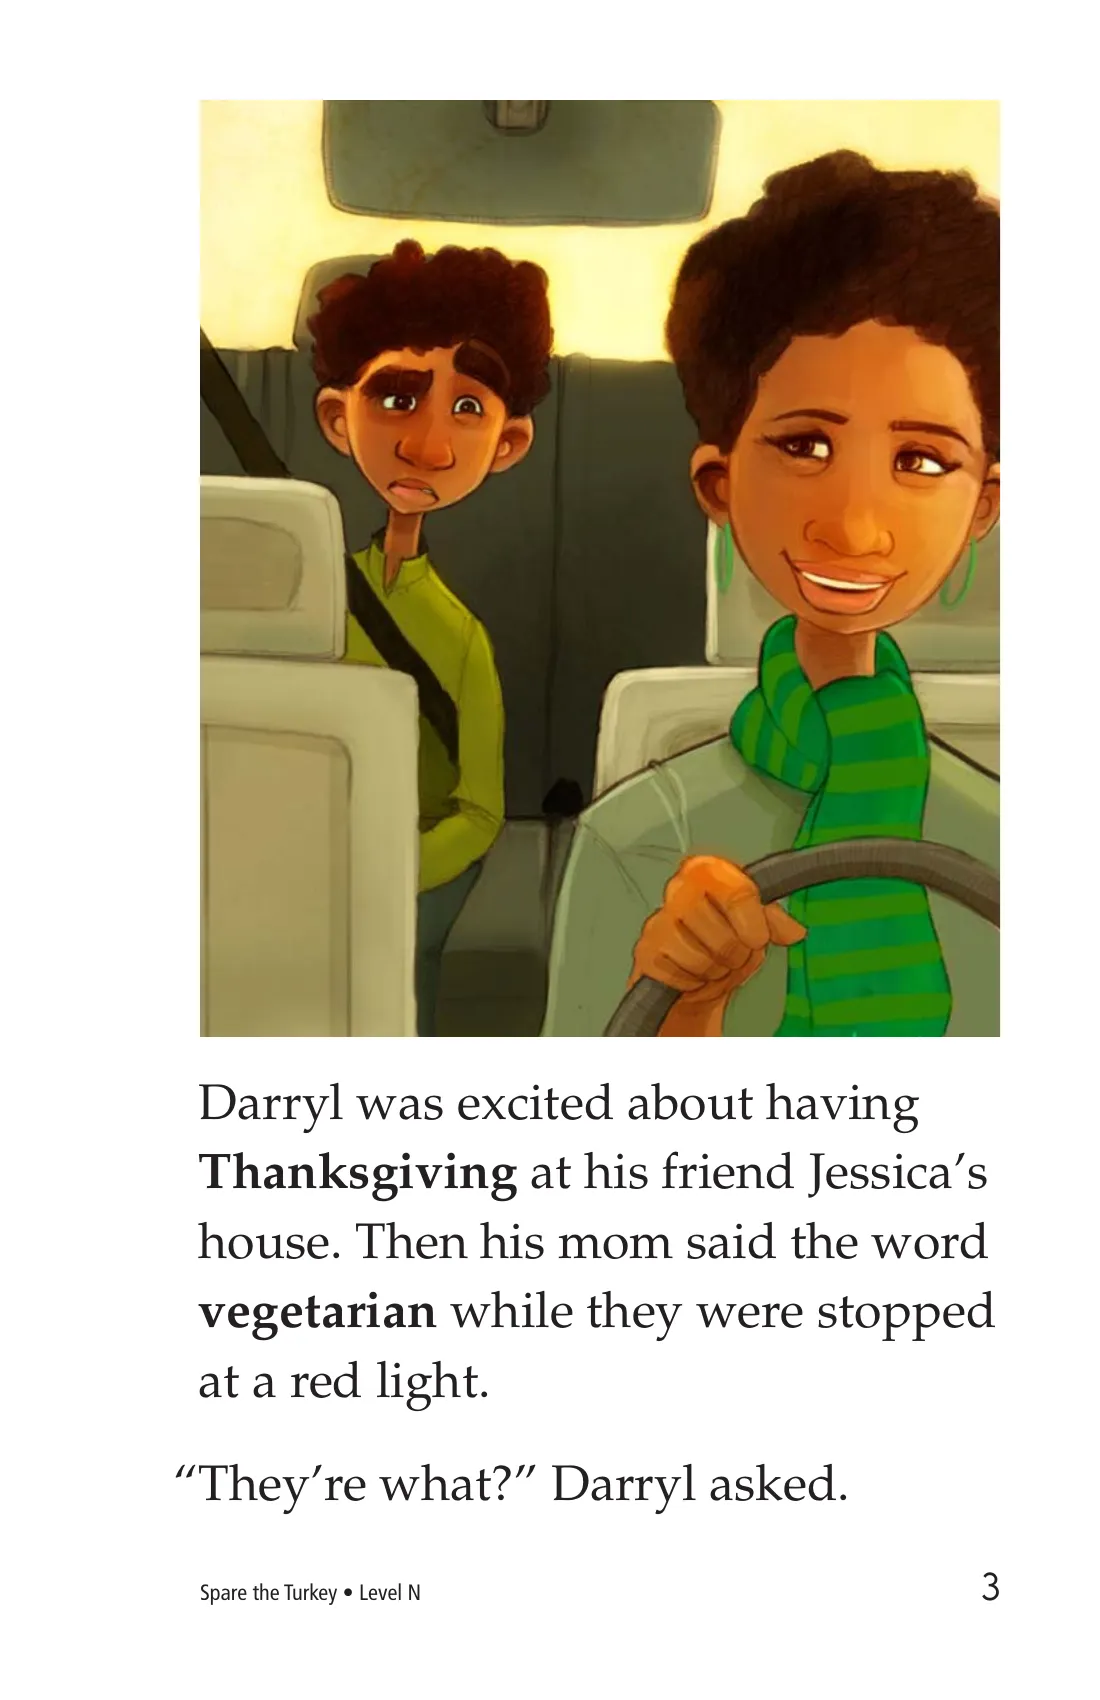 Darryl was excited about having
Thanksgiving at his friend Jessica’s
house. Then his mom said the word
vegetarian while they were stopped
at a red light.
“They’re what?” Darryl asked.
Spare the Turkey • Level N
3